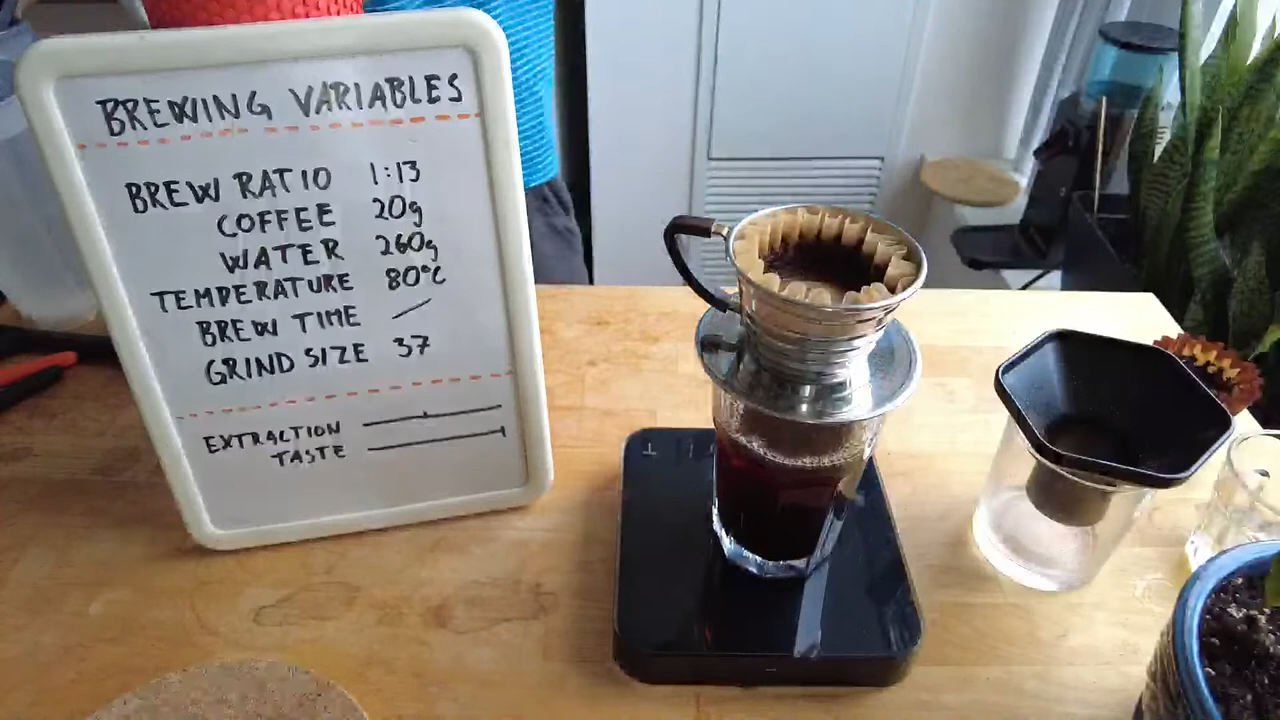 BREWING VARIABLES
BREW RATIO 1:13
COFFEE 20g
WATER 260g
TEMPERATURE 80°C
BREW TIME /
GRIND SIZE 37
EXTRACTION
TASTE